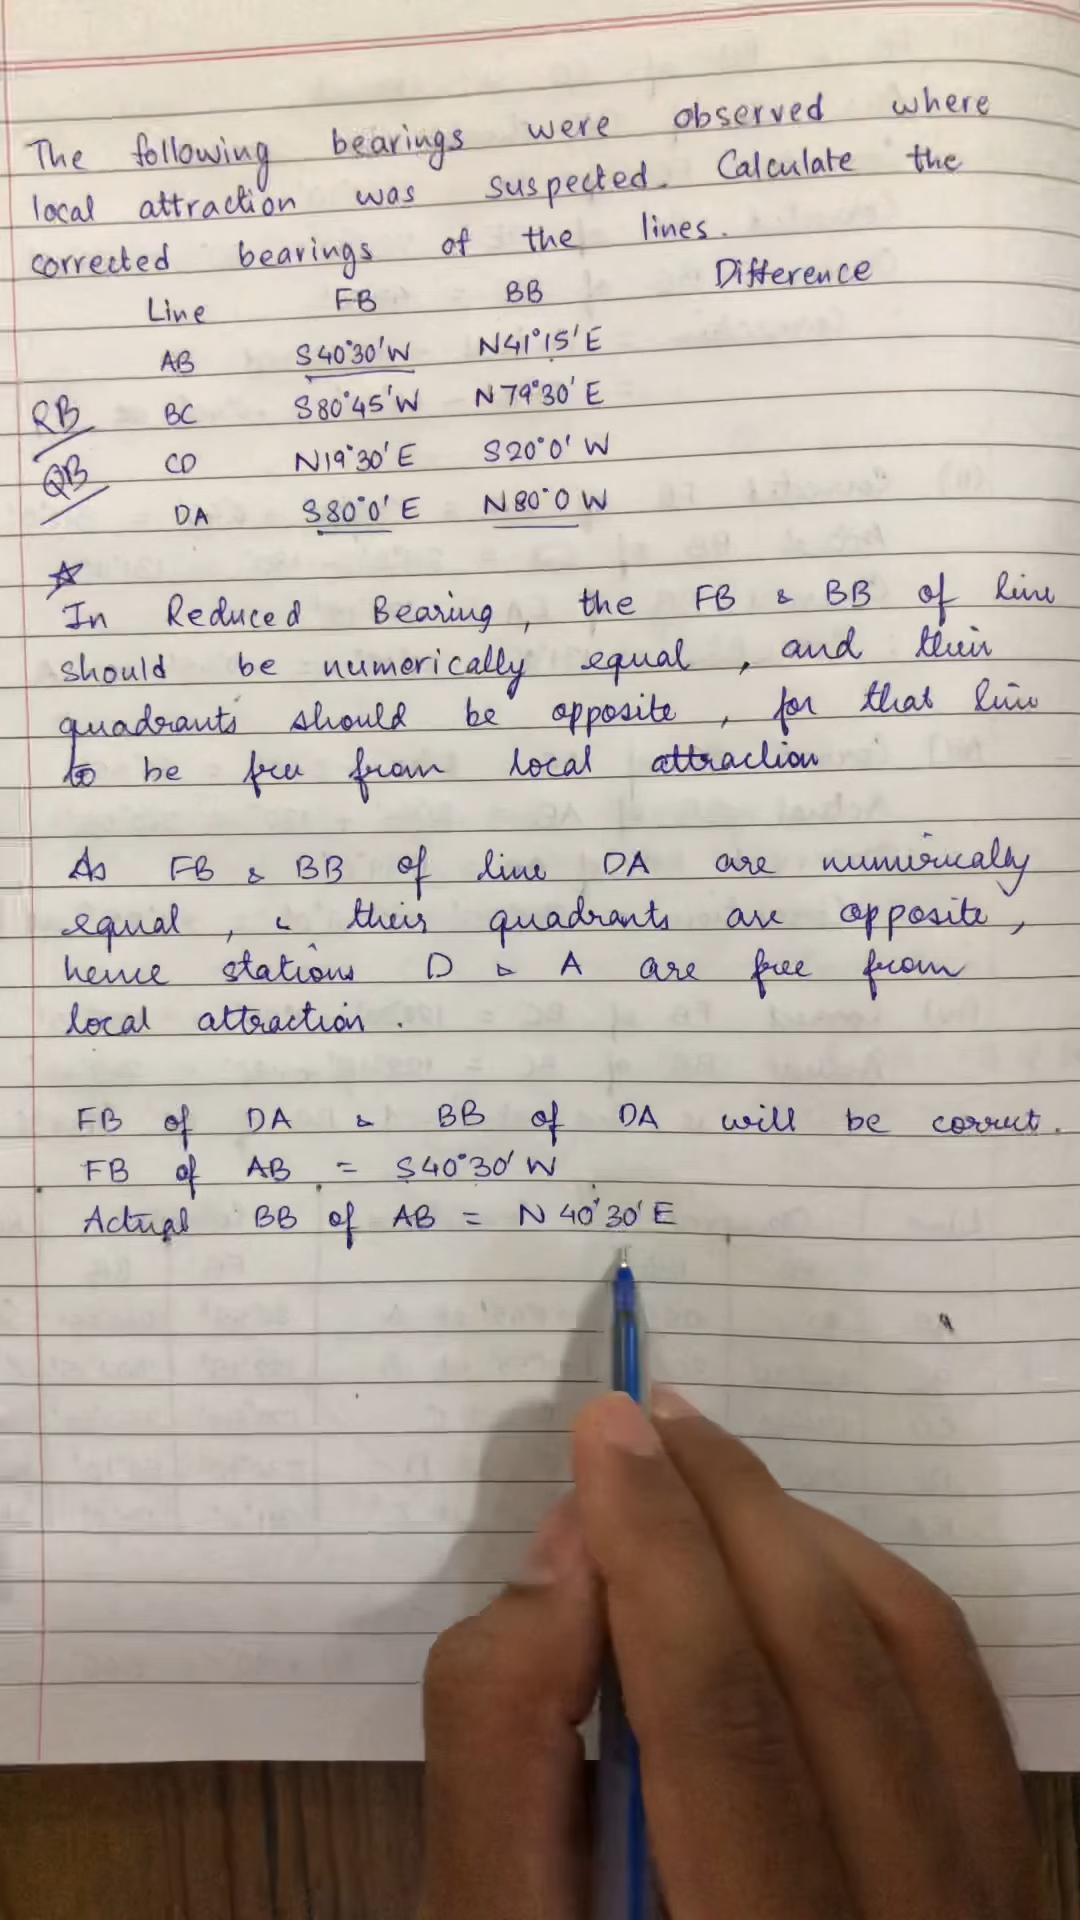 The following bearings were observed where
local attraction was suspected. Calculate the
corrected bearings of the lines.
Line FB BB Difference
AB S40°30'W N41°15'E
RB BC S80°45'W N79°30'E
QB CD N19°30'E S20°0'W
DA S80°0'E N80°0W
☆
In Reduced Bearing, the FB & BB of line
should be numerically equal, and their
quadrants should be opposite, for that line
to be free from local attraction
As FB & BB of line DA are numerically
equal, & their quadrants are opposite,
hence stations D & A are free from
local attraction.
FB of DA & BB of DA will be correct.
FB of AB = S40°30'W
Actual BB of AB = N40°30'E